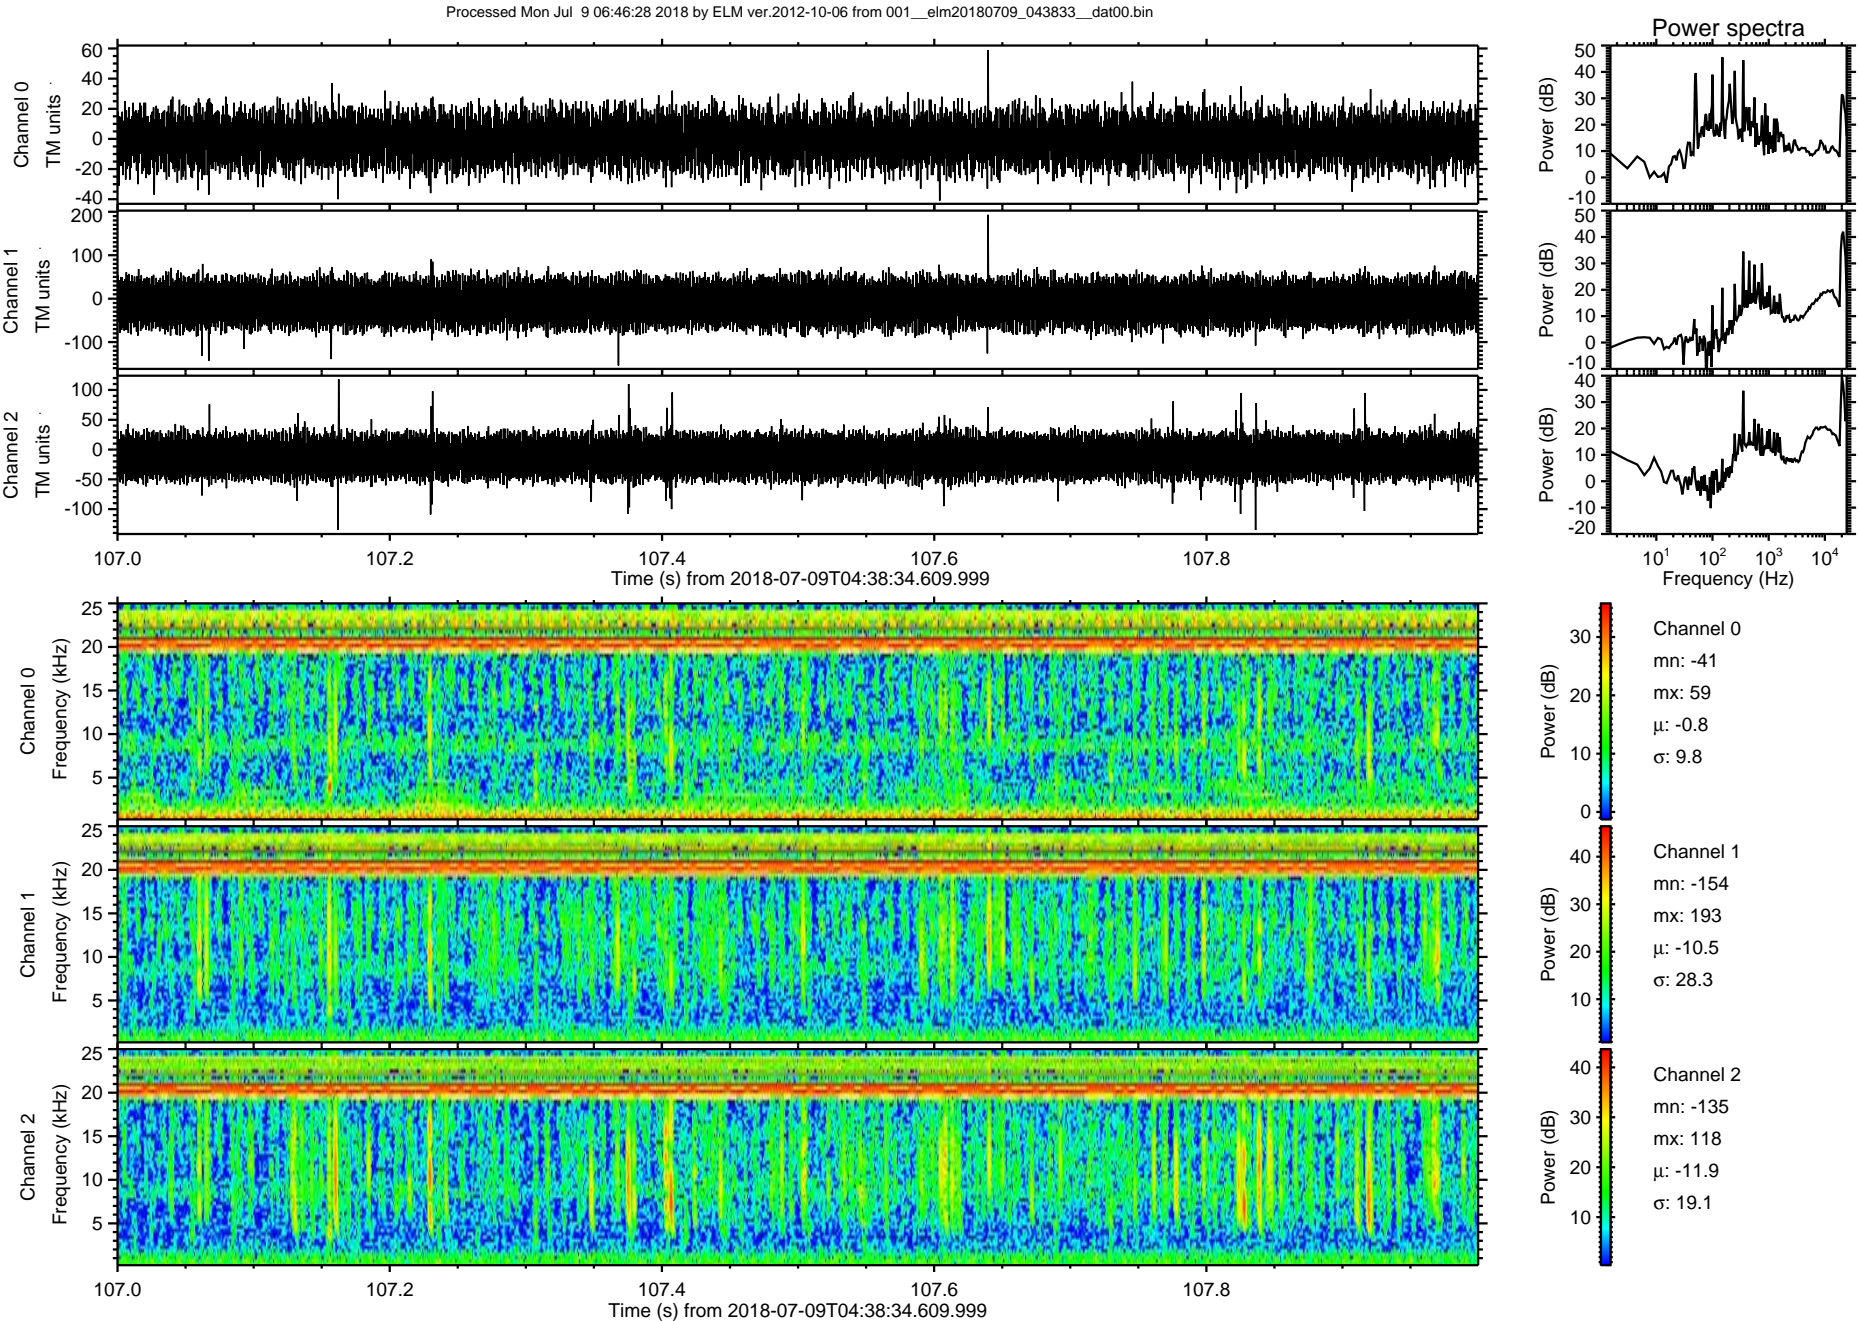 Processed Mon Jul  9 06:46:28 2018 by ELM ver.2012-10-06 from 001__elm20180709_043833__dat00.bin
Power spectra
Channel 0
TM units
60
40
20
0
-20
-40
Power (dB)
50
40
30
20
10
0
-10
Channel 1
TM units
200
100
0
-100
Power (dB)
50
40
30
20
10
0
-10
Channel 2
TM units
100
50
0
-50
-100
Power (dB)
40
30
20
10
0
-10
-20
107.0 107.2 107.4 107.6 107.8
Time (s) from 2018-07-09T04:38:34.609.999
10^1 10^2 10^3 10^4
Frequency (Hz)
Channel 0
Frequency (kHz)
25
20
15
10
5
Power (dB)
30
20
10
0
Channel 0
mn: -41
mx: 59
μ: -0.8
σ: 9.8
Channel 1
Frequency (kHz)
25
20
15
10
5
Power (dB)
40
30
20
10
Channel 1
mn: -154
mx: 193
μ: -10.5
σ: 28.3
Channel 2
Frequency (kHz)
25
20
15
10
5
Power (dB)
40
30
20
10
Channel 2
mn: -135
mx: 118
μ: -11.9
σ: 19.1
107.0 107.2 107.4 107.6 107.8
Time (s) from 2018-07-09T04:38:34.609.999